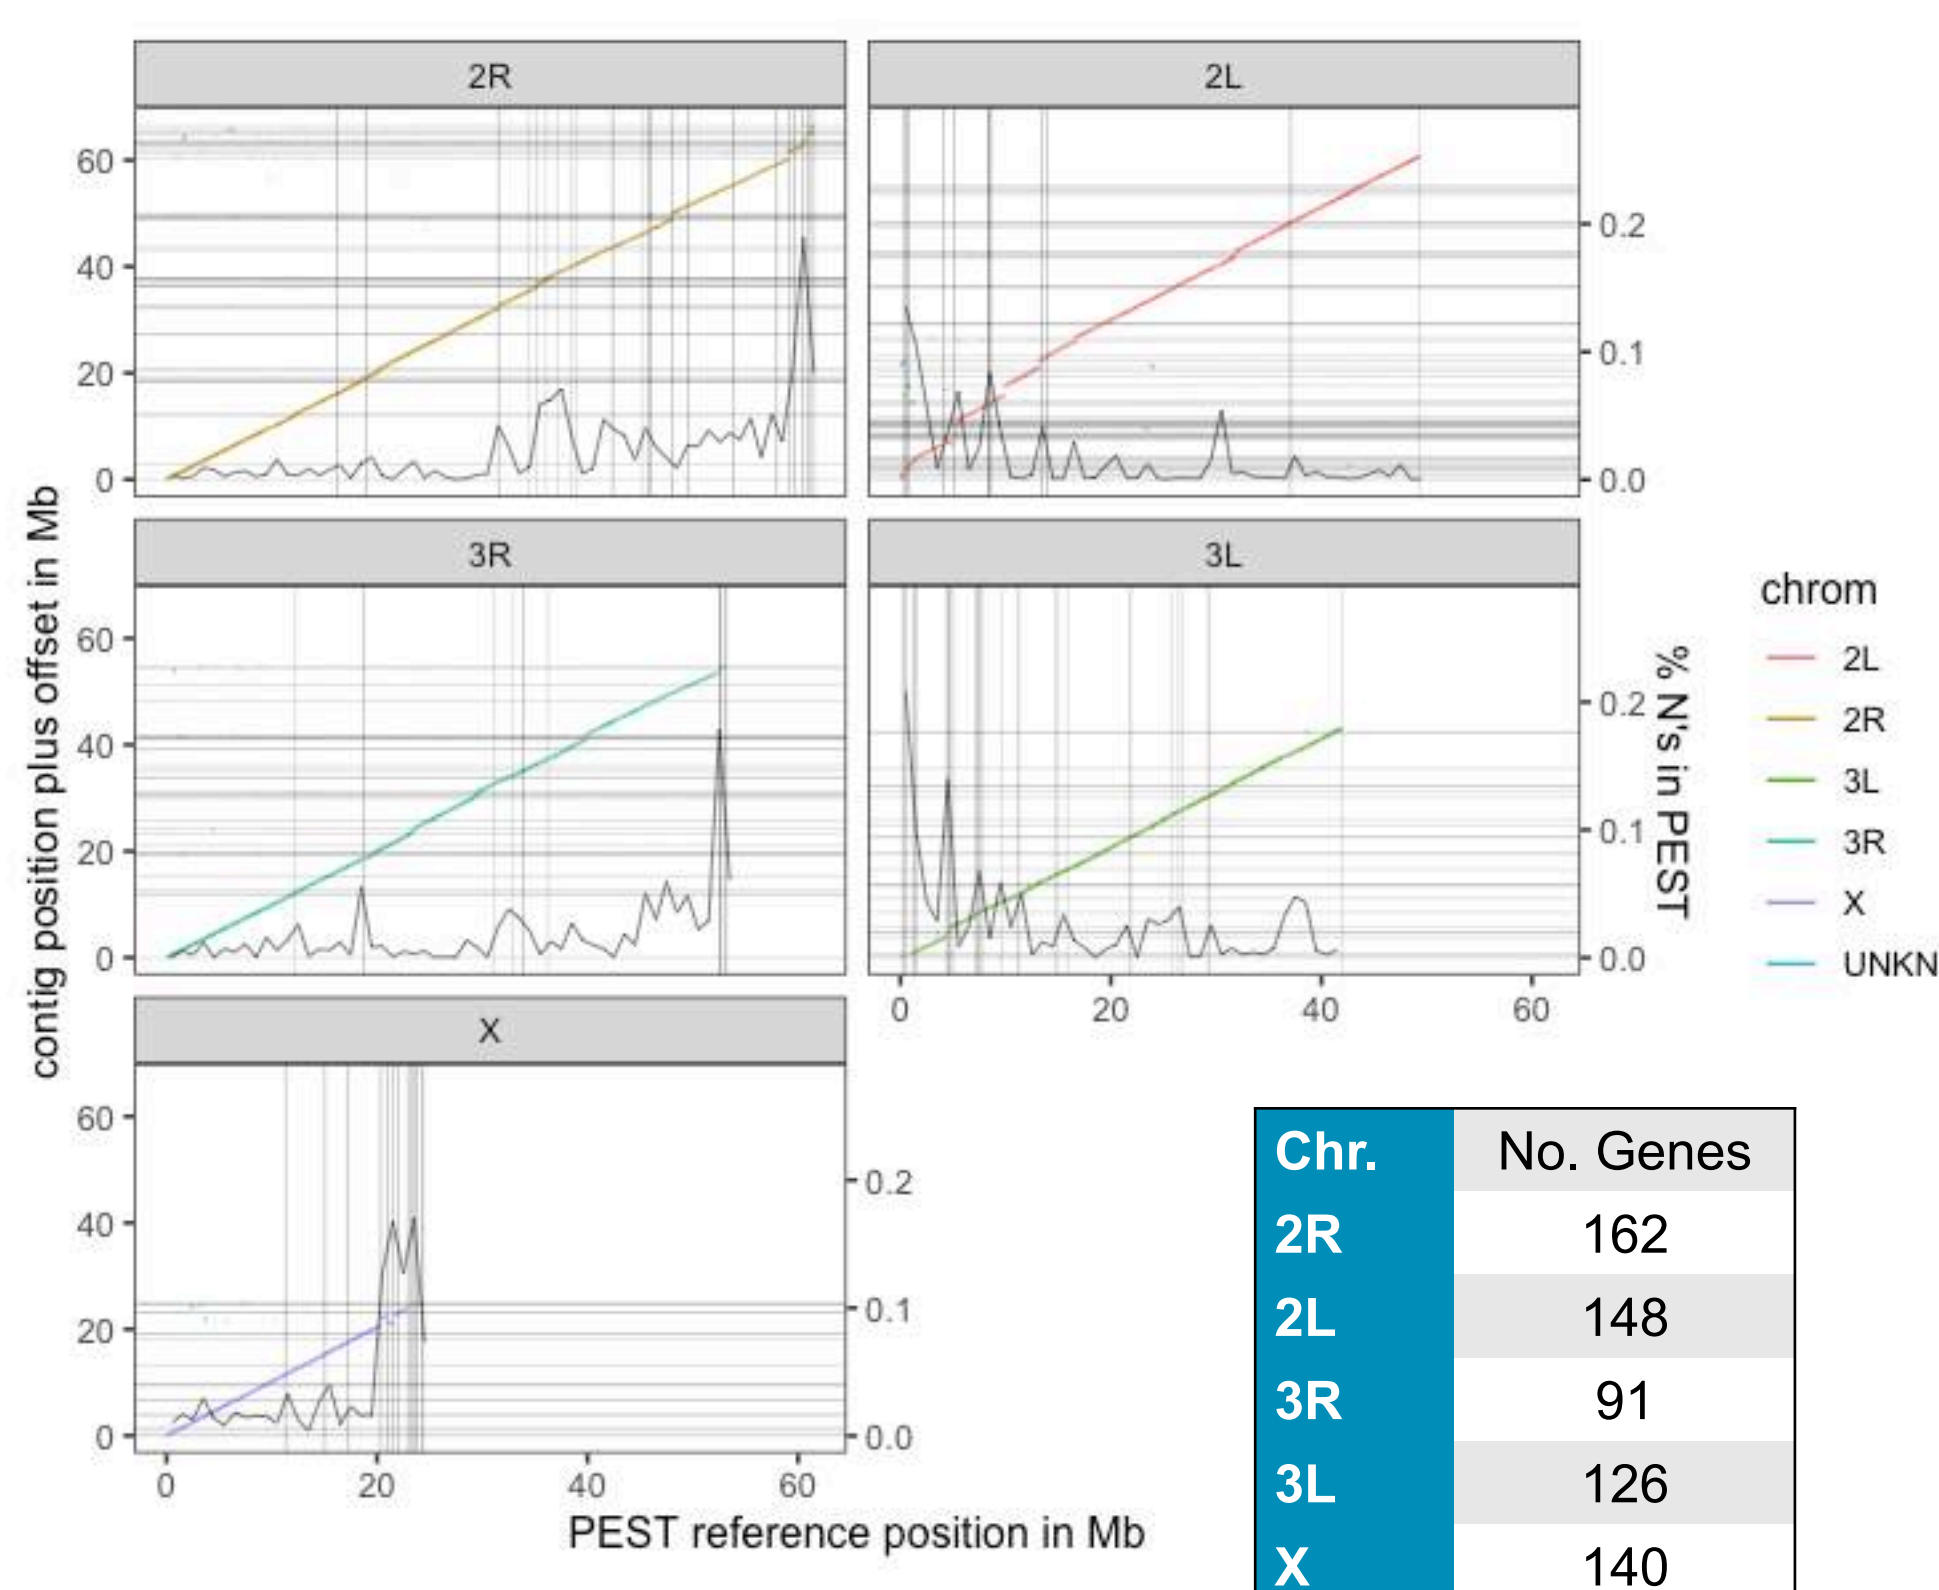 2R
2L
60
40
20
0
0.2
0.1
0.0
3R
3L
60
40
20
0
0.2
0.1
0.0
0
20
40
60
X
60
40
20
0
0.2
0.1
0.0
0
20
40
60
contig position plus offset in Mb
% N's in PEST
PEST reference position in Mb
chrom
2L
2R
3L
3R
X
UNKN
Chr. No. Genes
2R 162
2L 148
3R 91
3L 126
X 140